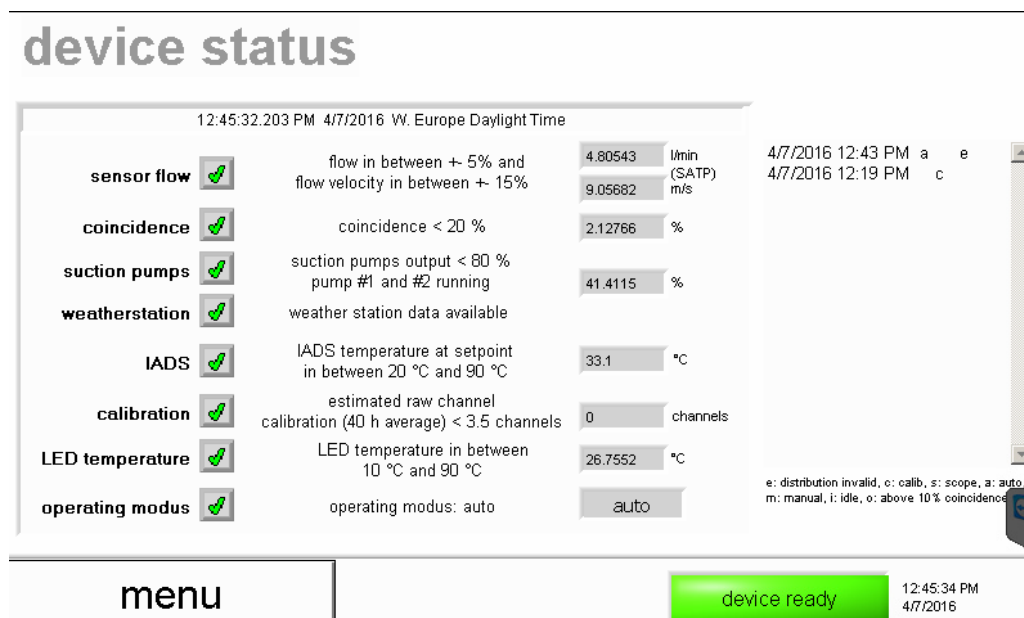 device status
12:45:32.203 PM 4/7/2016 W. Europe Daylight Time
sensor flow
flow in between +- 5% and
flow velocity in between +- 15%
4.80543 l/min
(SATP)
9.05682 m/s
coincidence
coincidence < 20 %
2.12766 %
suction pumps
suction pumps output < 80 %
pump #1 and #2 running
41.4115 %
weatherstation
weather station data available
IADS
IADS temperature at setpoint
in between 20 °C and 90 °C
33.1 °C
calibration
estimated raw channel
calibration (40 h average) < 3.5 channels
0 channels
LED temperature
LED temperature in between
10 °C and 90 °C
26.7552 °C
operating modus
operating modus: auto
auto
4/7/2016 12:43 PM a e
4/7/2016 12:19 PM c
e: distribution invalid, c: calib, s: scope, a: auto
m: manual, i: idle, o: above 10% coincidence
menu
device ready
12:45:34 PM
4/7/2016